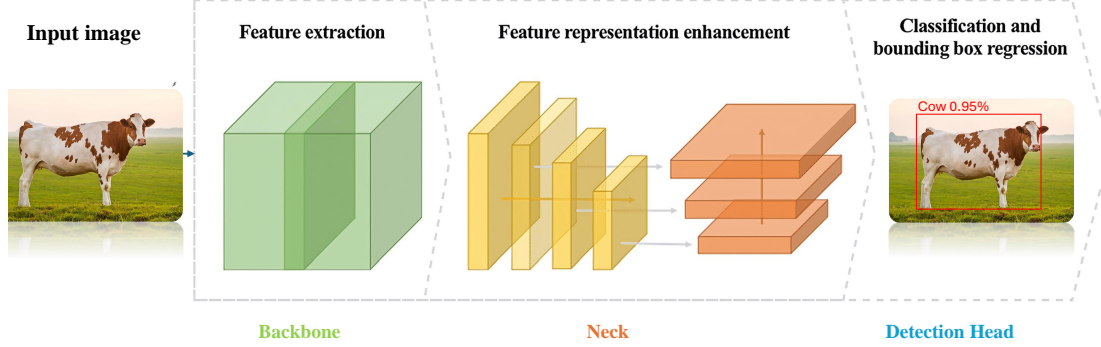 Input image
Feature extraction
Feature representation enhancement
Classification and
bounding box regression
Cow 0.95%
Backbone
Neck
Detection Head